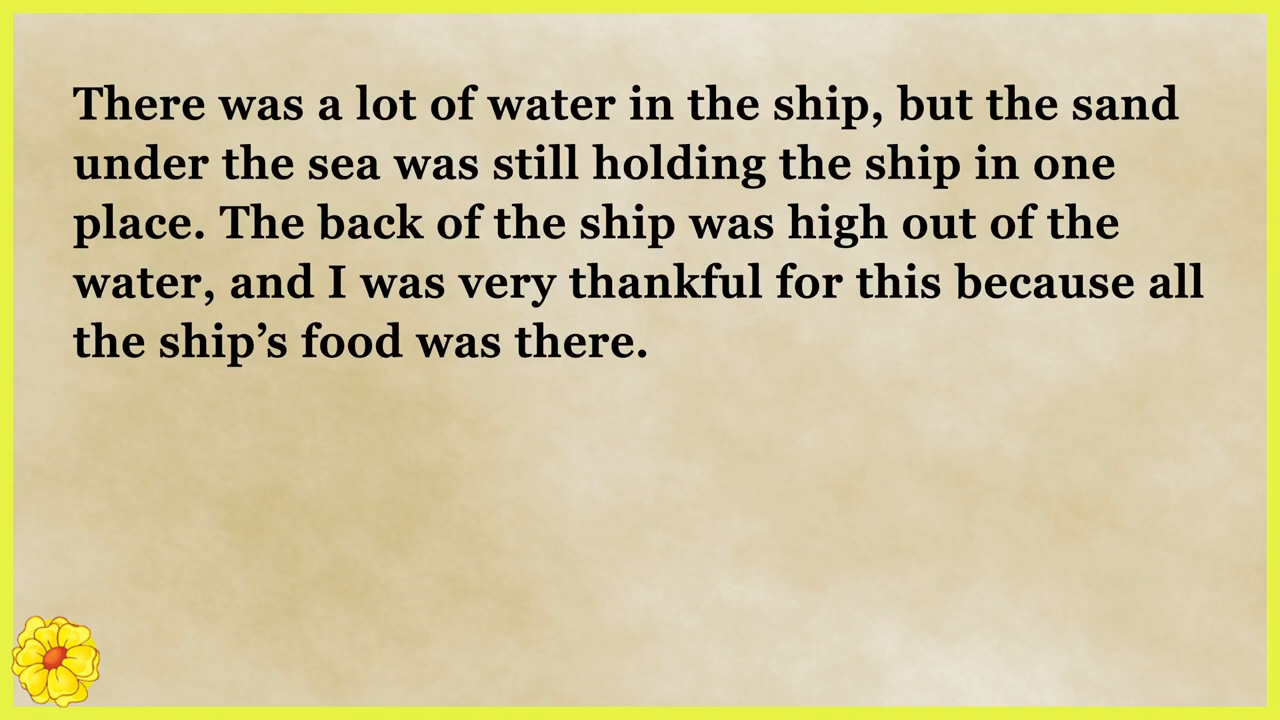 There was a lot of water in the ship, but the sand
under the sea was still holding the ship in one
place. The back of the ship was high out of the
water, and I was very thankful for this because all
the ship’s food was there.